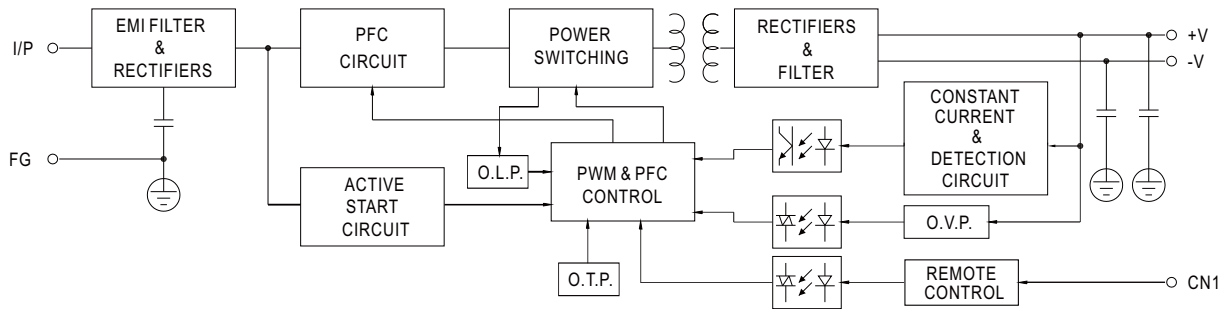 I/P
EMI FILTER
&
RECTIFIERS
PFC
CIRCUIT
POWER
SWITCHING
RECTIFIERS
&
FILTER
+V
-V
CONSTANT
CURRENT
&
DETECTION
CIRCUIT
FG
O.L.P.
PWM & PFC
CONTROL
ACTIVE
START
CIRCUIT
O.V.P.
O.T.P.
REMOTE
CONTROL
CN1